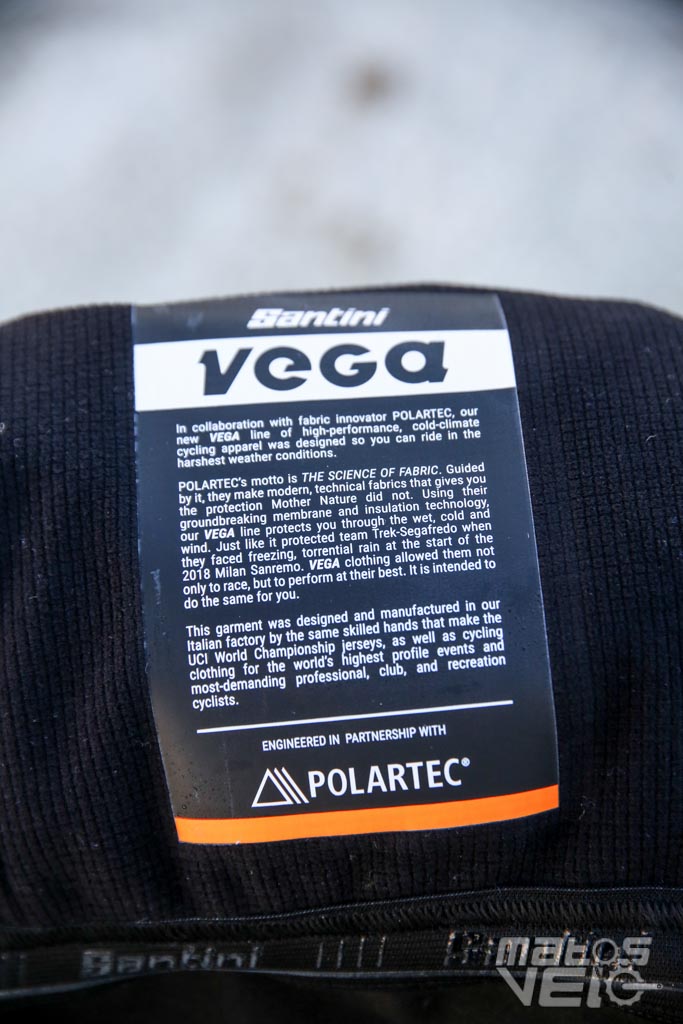 Santini
VEGA
In collaboration with fabric innovator POLARTEC, our
new VEGA line of high-performance, cold-climate
cycling apparel was designed so you can ride in the
harshest weather conditions.
POLARTEC's motto is THE SCIENCE OF FABRIC. Guided
by it, they make modern, technical fabrics that gives you
the protection Mother Nature did not. Using their
groundbreaking membrane and insulation technology,
our VEGA line protects you through the wet, cold and
wind. Just like it protected team Trek-Segafredo when
they faced freezing, torrential rain at the start of the
2018 Milan Sanremo. VEGA clothing allowed them not
only to race, but to perform at their best. It is intended to
do the same for you.
This garment was designed and manufactured in our
Italian factory by the same skilled hands that make the
UCI World Championship jerseys, as well as cycling
clothing for the world's highest profile events and
most-demanding professional, club, and recreation
cyclists.
ENGINEERED IN PARTNERSHIP WITH
POLARTEC®
Santini
matos
VELO